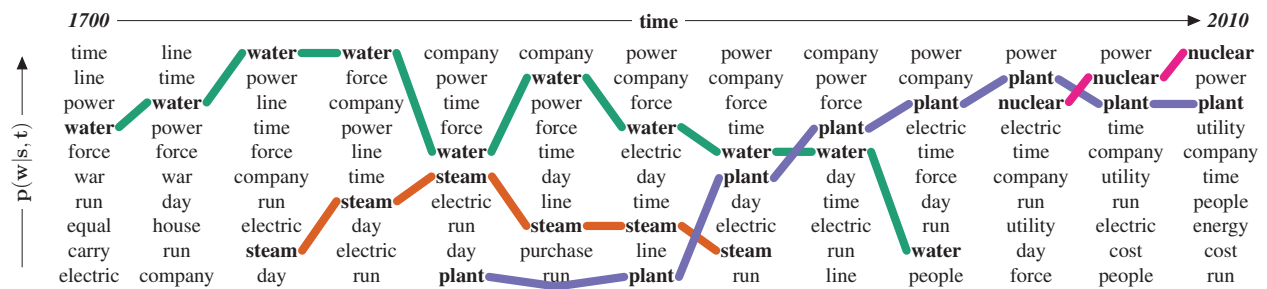 1700 time 2010
p(w|s,t)
time line water water company company power power company power power power nuclear
line time power force power water company company power company plant nuclear power
power water line company time power force force force plant nuclear plant plant
water power time power force force water time plant electric electric time utility
force force force line water time electric water water time time company company
war war company time steam day day plant day force company utility time
run day run steam electric line time day time day run run people
equal house electric day run steam steam electric electric run utility electric energy
carry run steam electric day purchase line steam run water day cost cost
electric company day run plant run plant run line people force people run